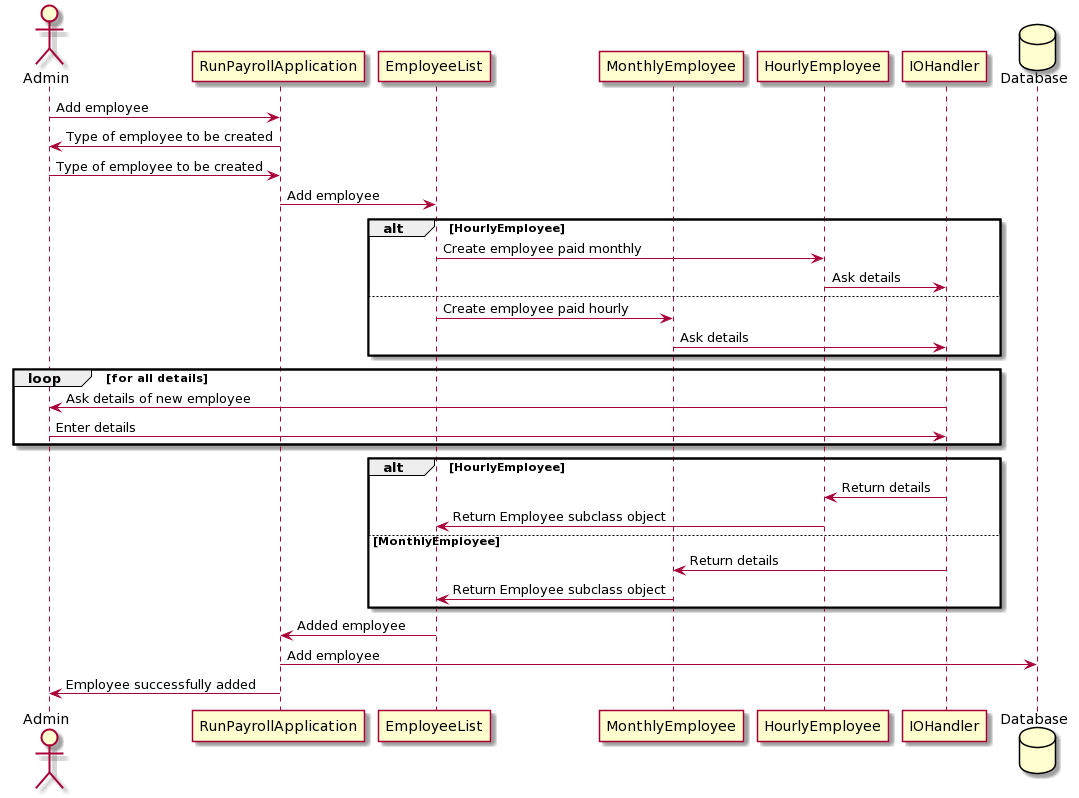 Admin
RunPayrollApplication
EmployeeList
MonthlyEmployee
HourlyEmployee
IOHandler
Database
Add employee
Type of employee to be created
Type of employee to be created
Add employee
alt [HourlyEmployee]
Create employee paid monthly
Ask details
Create employee paid hourly
Ask details
loop [for all details]
Ask details of new employee
Enter details
alt [HourlyEmployee]
Return details
Return Employee subclass object
[MonthlyEmployee]
Return details
Return Employee subclass object
Added employee
Add employee
Employee successfully added
Admin
RunPayrollApplication
EmployeeList
MonthlyEmployee
HourlyEmployee
IOHandler
Database